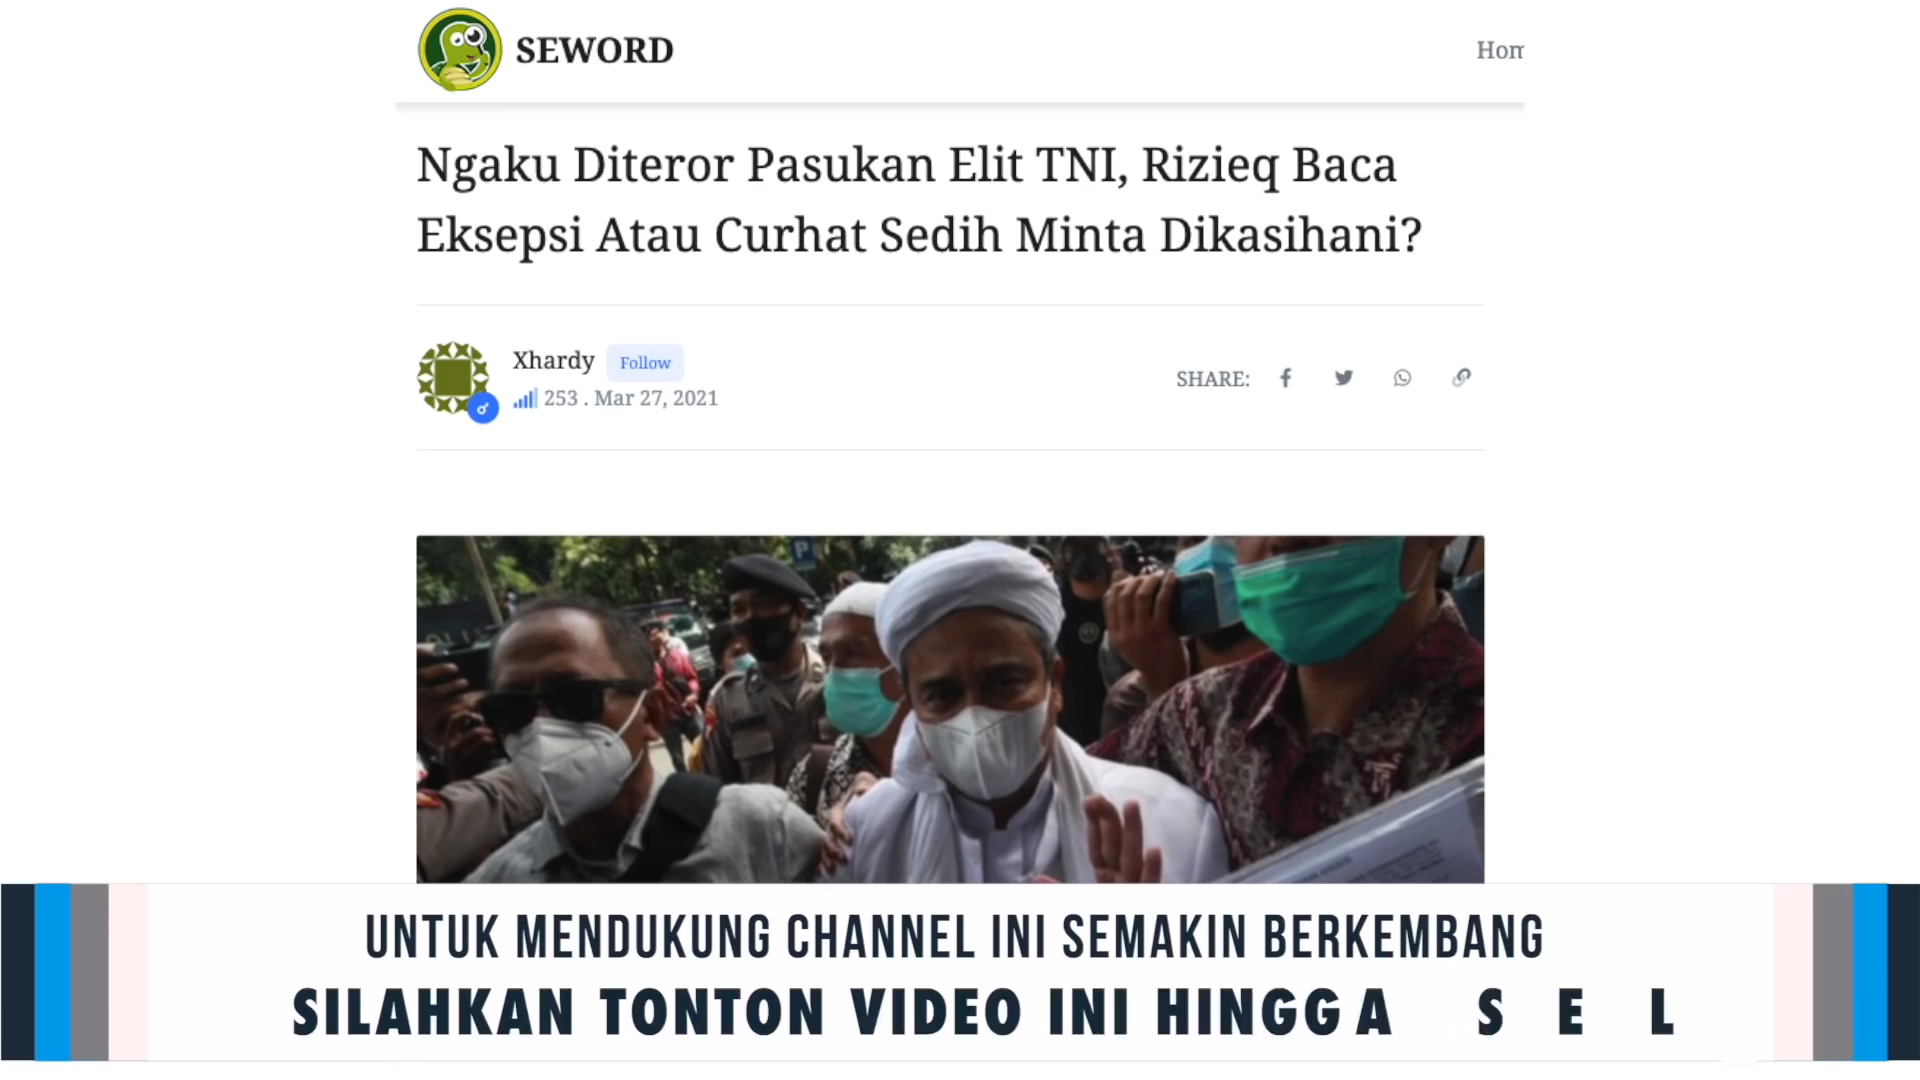 SEWORD
Hom
Ngaku Diteror Pasukan Elit TNI, Rizieq Baca
Eksepsi Atau Curhat Sedih Minta Dikasihani?
Xhardy Follow
253 . Mar 27, 2021
SHARE:
P
UNTUK MENDUKUNG CHANNEL INI SEMAKIN BERKEMBANG
SILAHKAN TONTON VIDEO INI HINGGA S E L